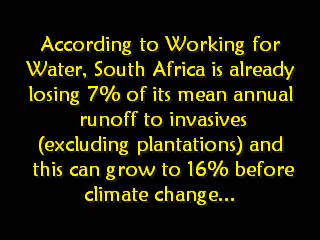 According to Working for
Water, South Africa is already
losing 7% of its mean annual
runoff to invasives
(excluding plantations) and
this can grow to 16% before
climate change...